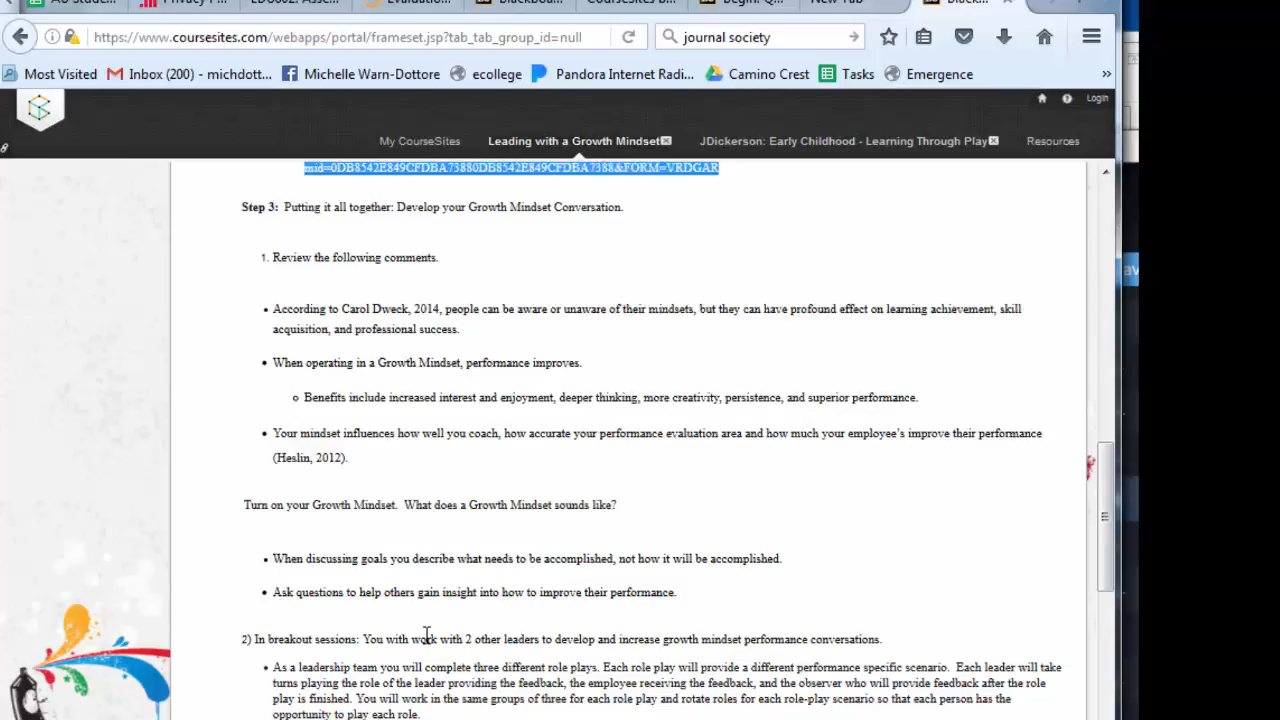 AU Stude...
Privacy P...
EDU602: Asse...
Evaluatio...
Blackboa...
CourseSites b...
Begin: Q...
New Tab
Black...
https://www.coursesites.com/webapps/portal/frameset.jsp?tab_tab_group_id=null
journal society
Most Visited Inbox (200) - michdott... Michelle Warn-Dottore ecollege Pandora Internet Radi... Camino Crest Tasks Emergence »
Login
My CourseSites Leading with a Growth Mindset JDickerson: Early Childhood - Learning Through Play Resources
mid=0DB8542E849CFDBA73880DB8542E849CFDBA7388&FORM=VRDGAR
Step 3: Putting it all together: Develop your Growth Mindset Conversation.
1. Review the following comments.
• According to Carol Dweck, 2014, people can be aware or unaware of their mindsets, but they can have profound effect on learning achievement, skill
acquisition, and professional success.
• When operating in a Growth Mindset, performance improves.
o Benefits include increased interest and enjoyment, deeper thinking, more creativity, persistence, and superior performance.
• Your mindset influences how well you coach, how accurate your performance evaluation area and how much your employee's improve their performance
(Heslin, 2012).
Turn on your Growth Mindset. What does a Growth Mindset sounds like?
• When discussing goals you describe what needs to be accomplished, not how it will be accomplished.
• Ask questions to help others gain insight into how to improve their performance.
2) In breakout sessions: You with work with 2 other leaders to develop and increase growth mindset performance conversations.
• As a leadership team you will complete three different role plays. Each role play will provide a different performance specific scenario. Each leader will take
turns playing the role of the leader providing the feedback, the employee receiving the feedback, and the observer who will provide feedback after the role
play is finished. You will work in the same groups of three for each role play and rotate roles for each role-play scenario so that each person has the
opportunity to play each role.